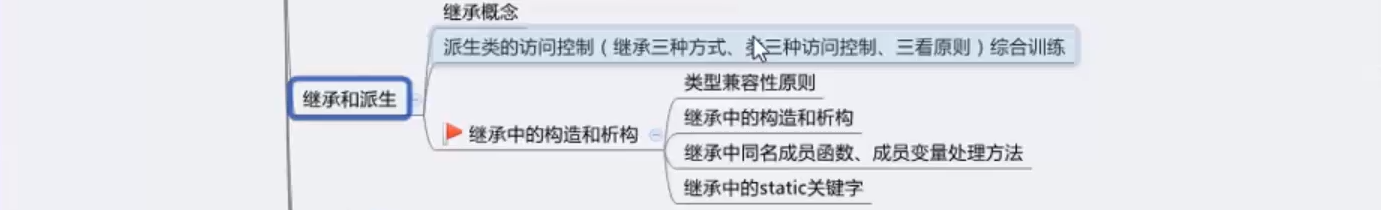 继承概念
派生类的访问控制（继承三种方式、三种访问控制、三看原则）综合训练
类型兼容性原则
继承和派生
继承中的构造和析构
继承中的构造和析构
继承中同名成员函数、成员变量处理方法
继承中的static关键字